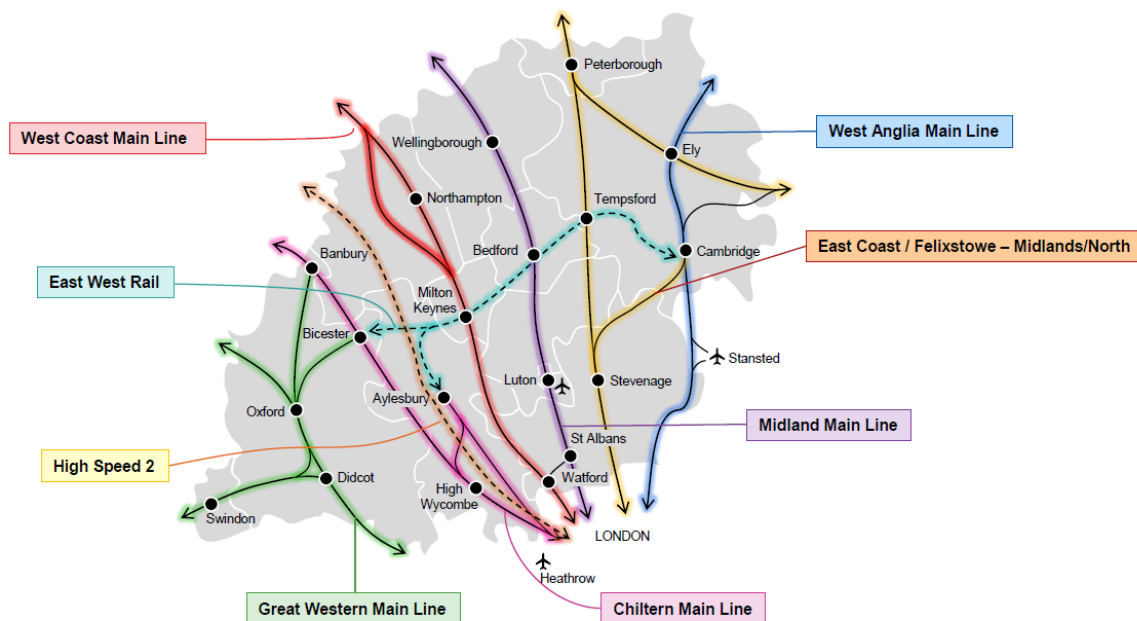 Peterborough
West Coast Main Line
West Anglia Main Line
Wellingborough
Ely
Northampton
Tempsford
Banbury
Bedford
Cambridge
East Coast / Felixstowe – Midlands/North
East West Rail
Milton
Keynes
Bicester
Stansted
Luton
Stevenage
Aylesbury
Oxford
Midland Main Line
St Albans
High Speed 2
Didcot
High
Wycombe
Watford
Swindon
LONDON
Heathrow
Great Western Main Line
Chiltern Main Line